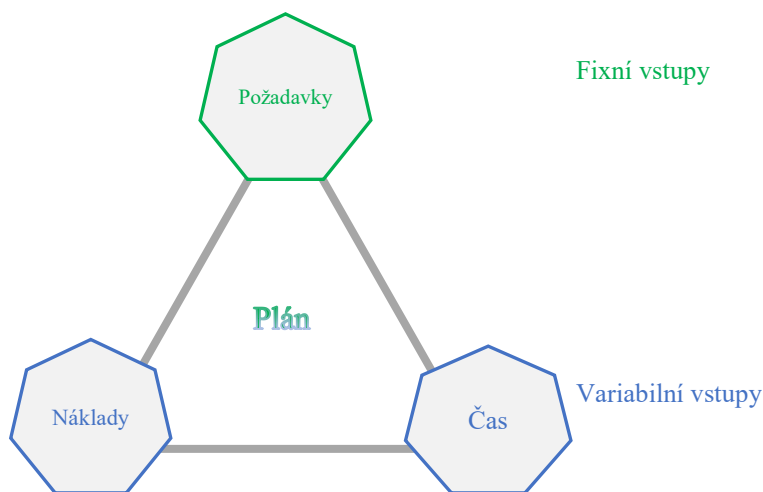 Fixní vstupy
Požadavky
Plán
Variabilní vstupy
Náklady
Čas